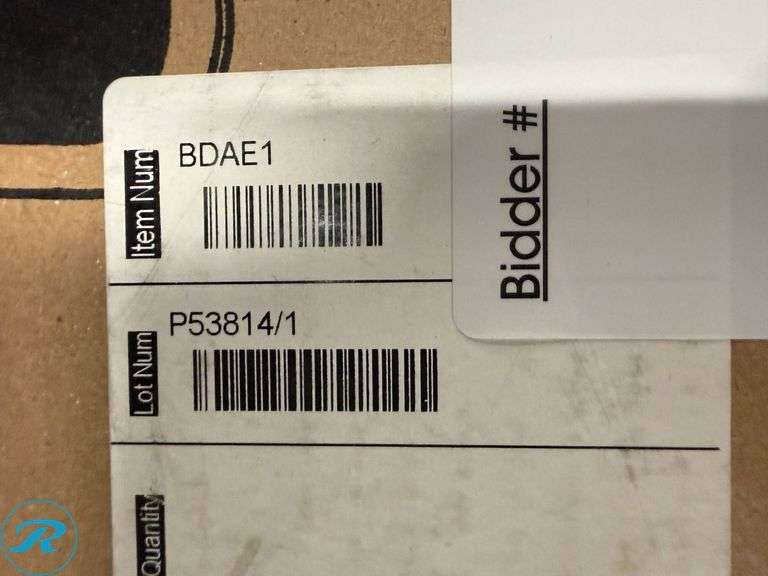 Item Num
BDAE1
Lot Num
P53814/1
Quantity
Bidder #
R